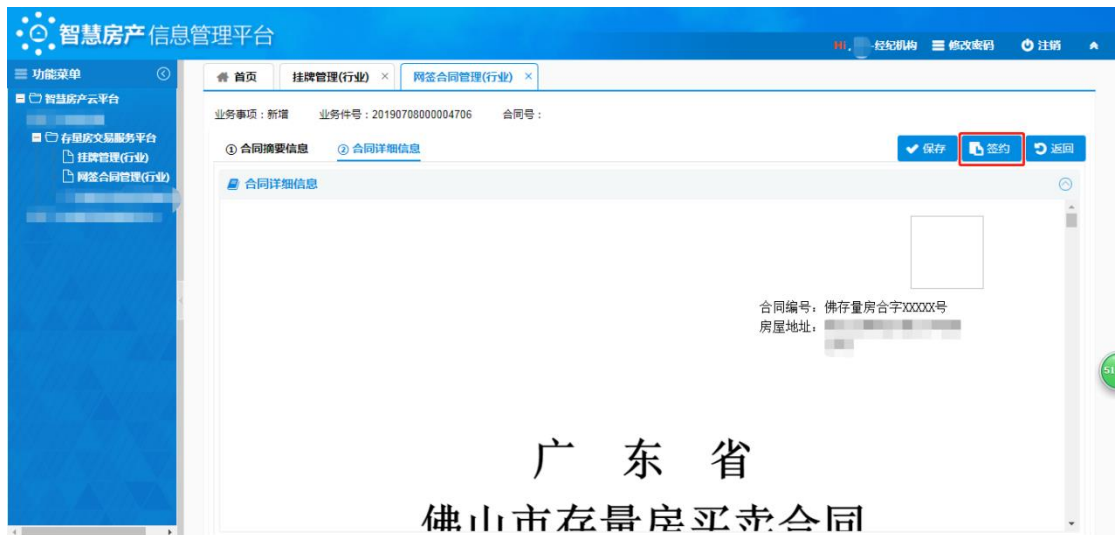 智慧房产信息管理平台
Hi, -经纪机构 修改密码 注销
功能菜单
首页 挂牌管理(行业) × 网签合同管理(行业) ×
智慧房产云平台
存量房交易服务平台
挂牌管理(行业)
网签合同管理(行业)
业务事项：新增 业务件号：20190708000004706 合同号：
① 合同摘要信息 ② 合同详细信息 保存 签约 返回
合同详细信息
合同编号：佛存量房合字XXXXX号
房屋地址：
51
广 东 省
佛山市存量房买卖合同